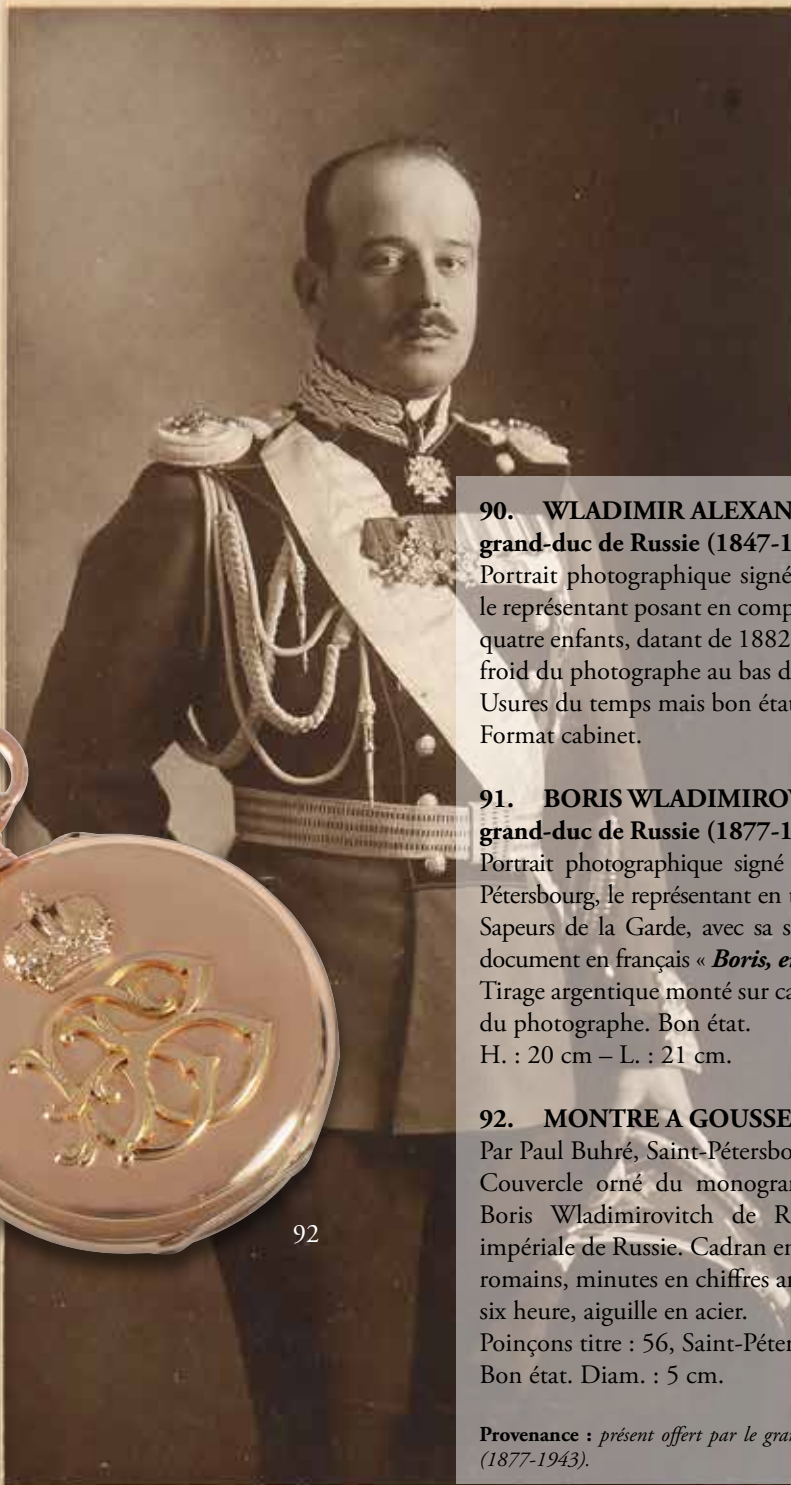 90. WLADIMIR ALEXAN
grand-duc de Russie (1847-1
Portrait photographique signé
le représentant posant en comp
quatre enfants, datant de 1882
froid du photographe au bas d
Usures du temps mais bon état
Format cabinet.
91. BORIS WLADIMIROV
grand-duc de Russie (1877-1
Portrait photographique signé
Pétersbourg, le représentant en
Sapeurs de la Garde, avec sa s
document en français « Boris, e
Tirage argentique monté sur ca
du photographe. Bon état.
H. : 20 cm – L. : 21 cm.
92. MONTRE A GOUSSE
Par Paul Buhré, Saint-Pétersbo
Couvercle orné du monogra
Boris Wladimirovitch de R
impériale de Russie. Cadran en
romains, minutes en chiffres a
six heure, aiguille en acier.
Poinçons titre : 56, Saint-Péter
Bon état. Diam. : 5 cm.
Provenance : présent offert par le gran
(1877-1943).
92